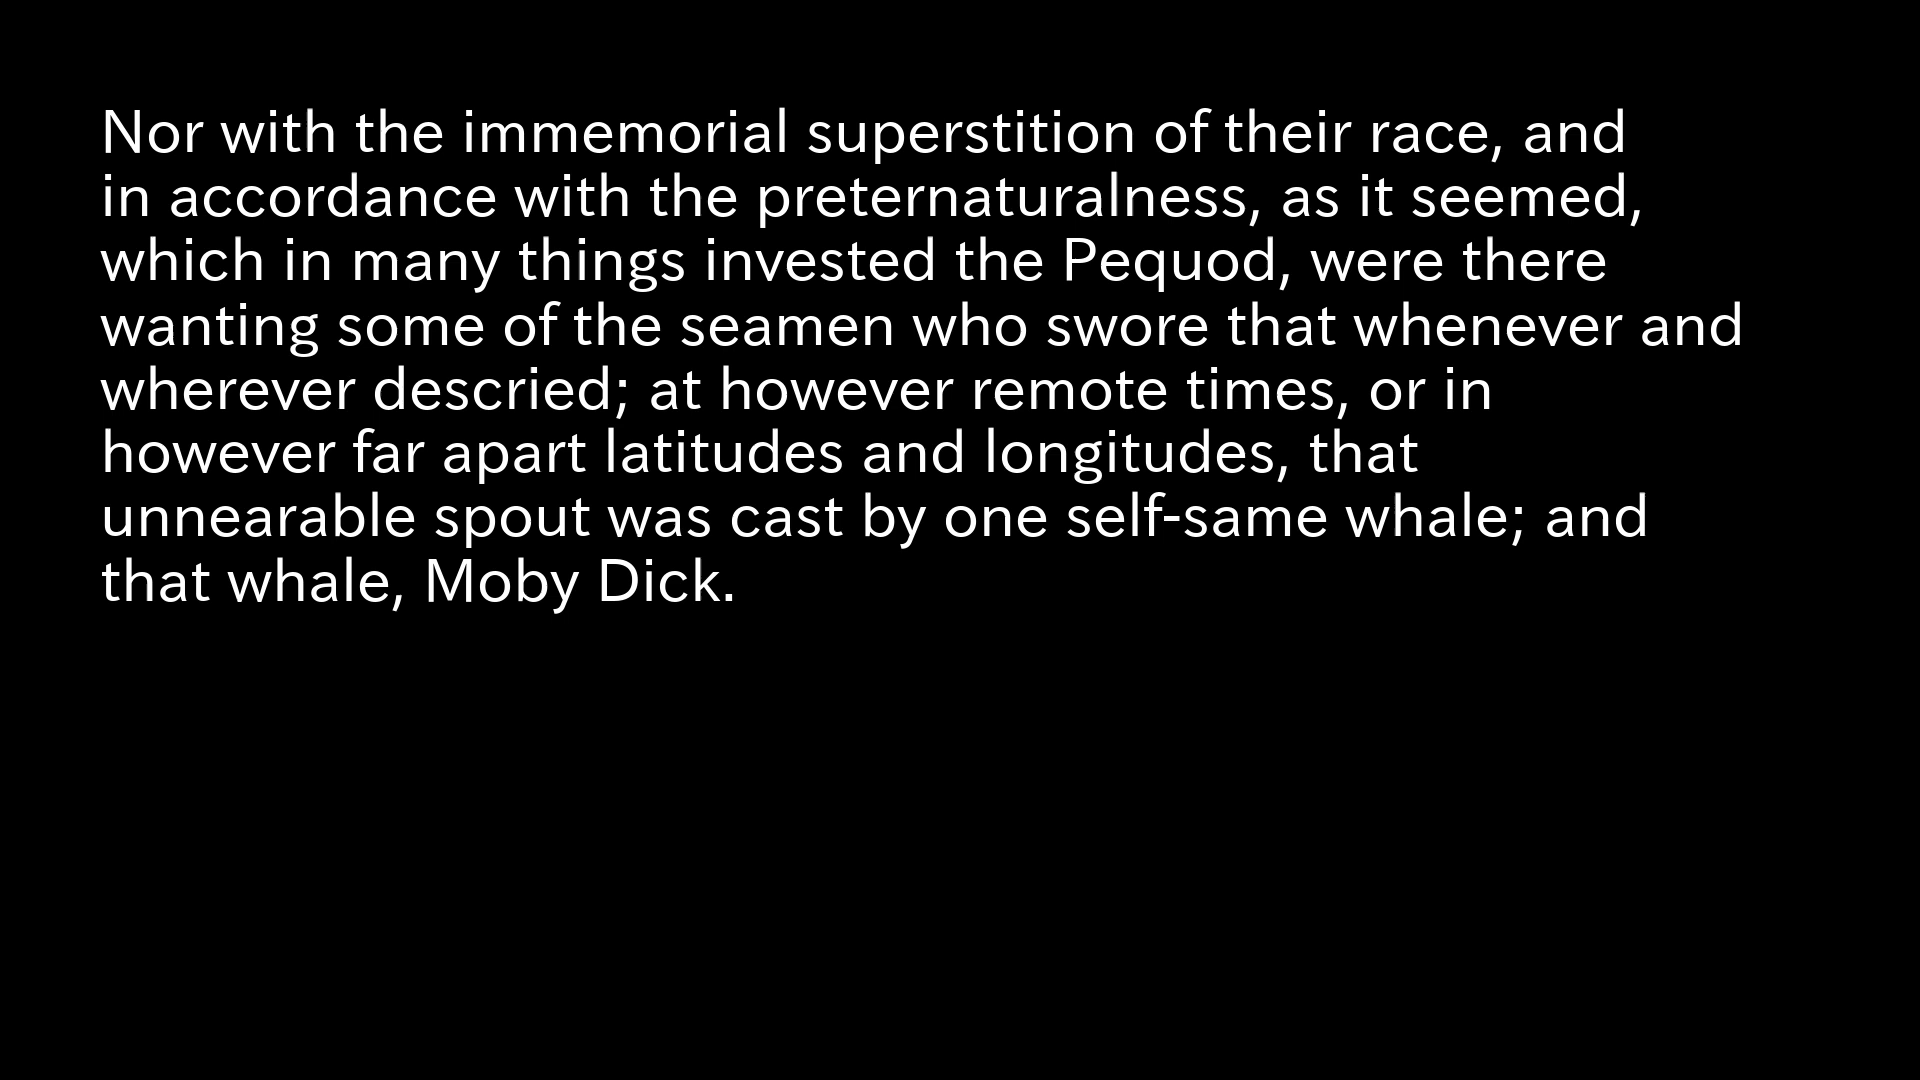 Nor with the immemorial superstition of their race, and
in accordance with the preternaturalness, as it seemed,
which in many things invested the Pequod, were there
wanting some of the seamen who swore that whenever and
wherever descried; at however remote times, or in
however far apart latitudes and longitudes, that
unnearable spout was cast by one self-same whale; and
that whale, Moby Dick.